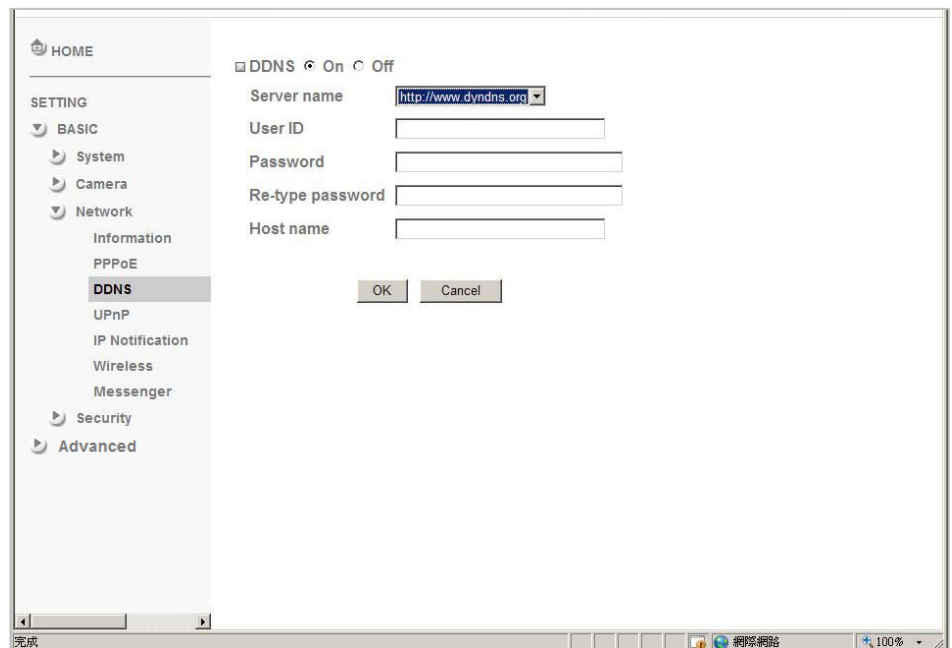 HOME
SETTING
BASIC
System
Camera
Network
Information
PPPoE
DDNS
UPnP
IP Notification
Wireless
Messenger
Security
Advanced
DDNS On Off
Server name http://www.dyndns.org
User ID
Password
Re-type password
Host name
OK Cancel
完成 網際網路 100%